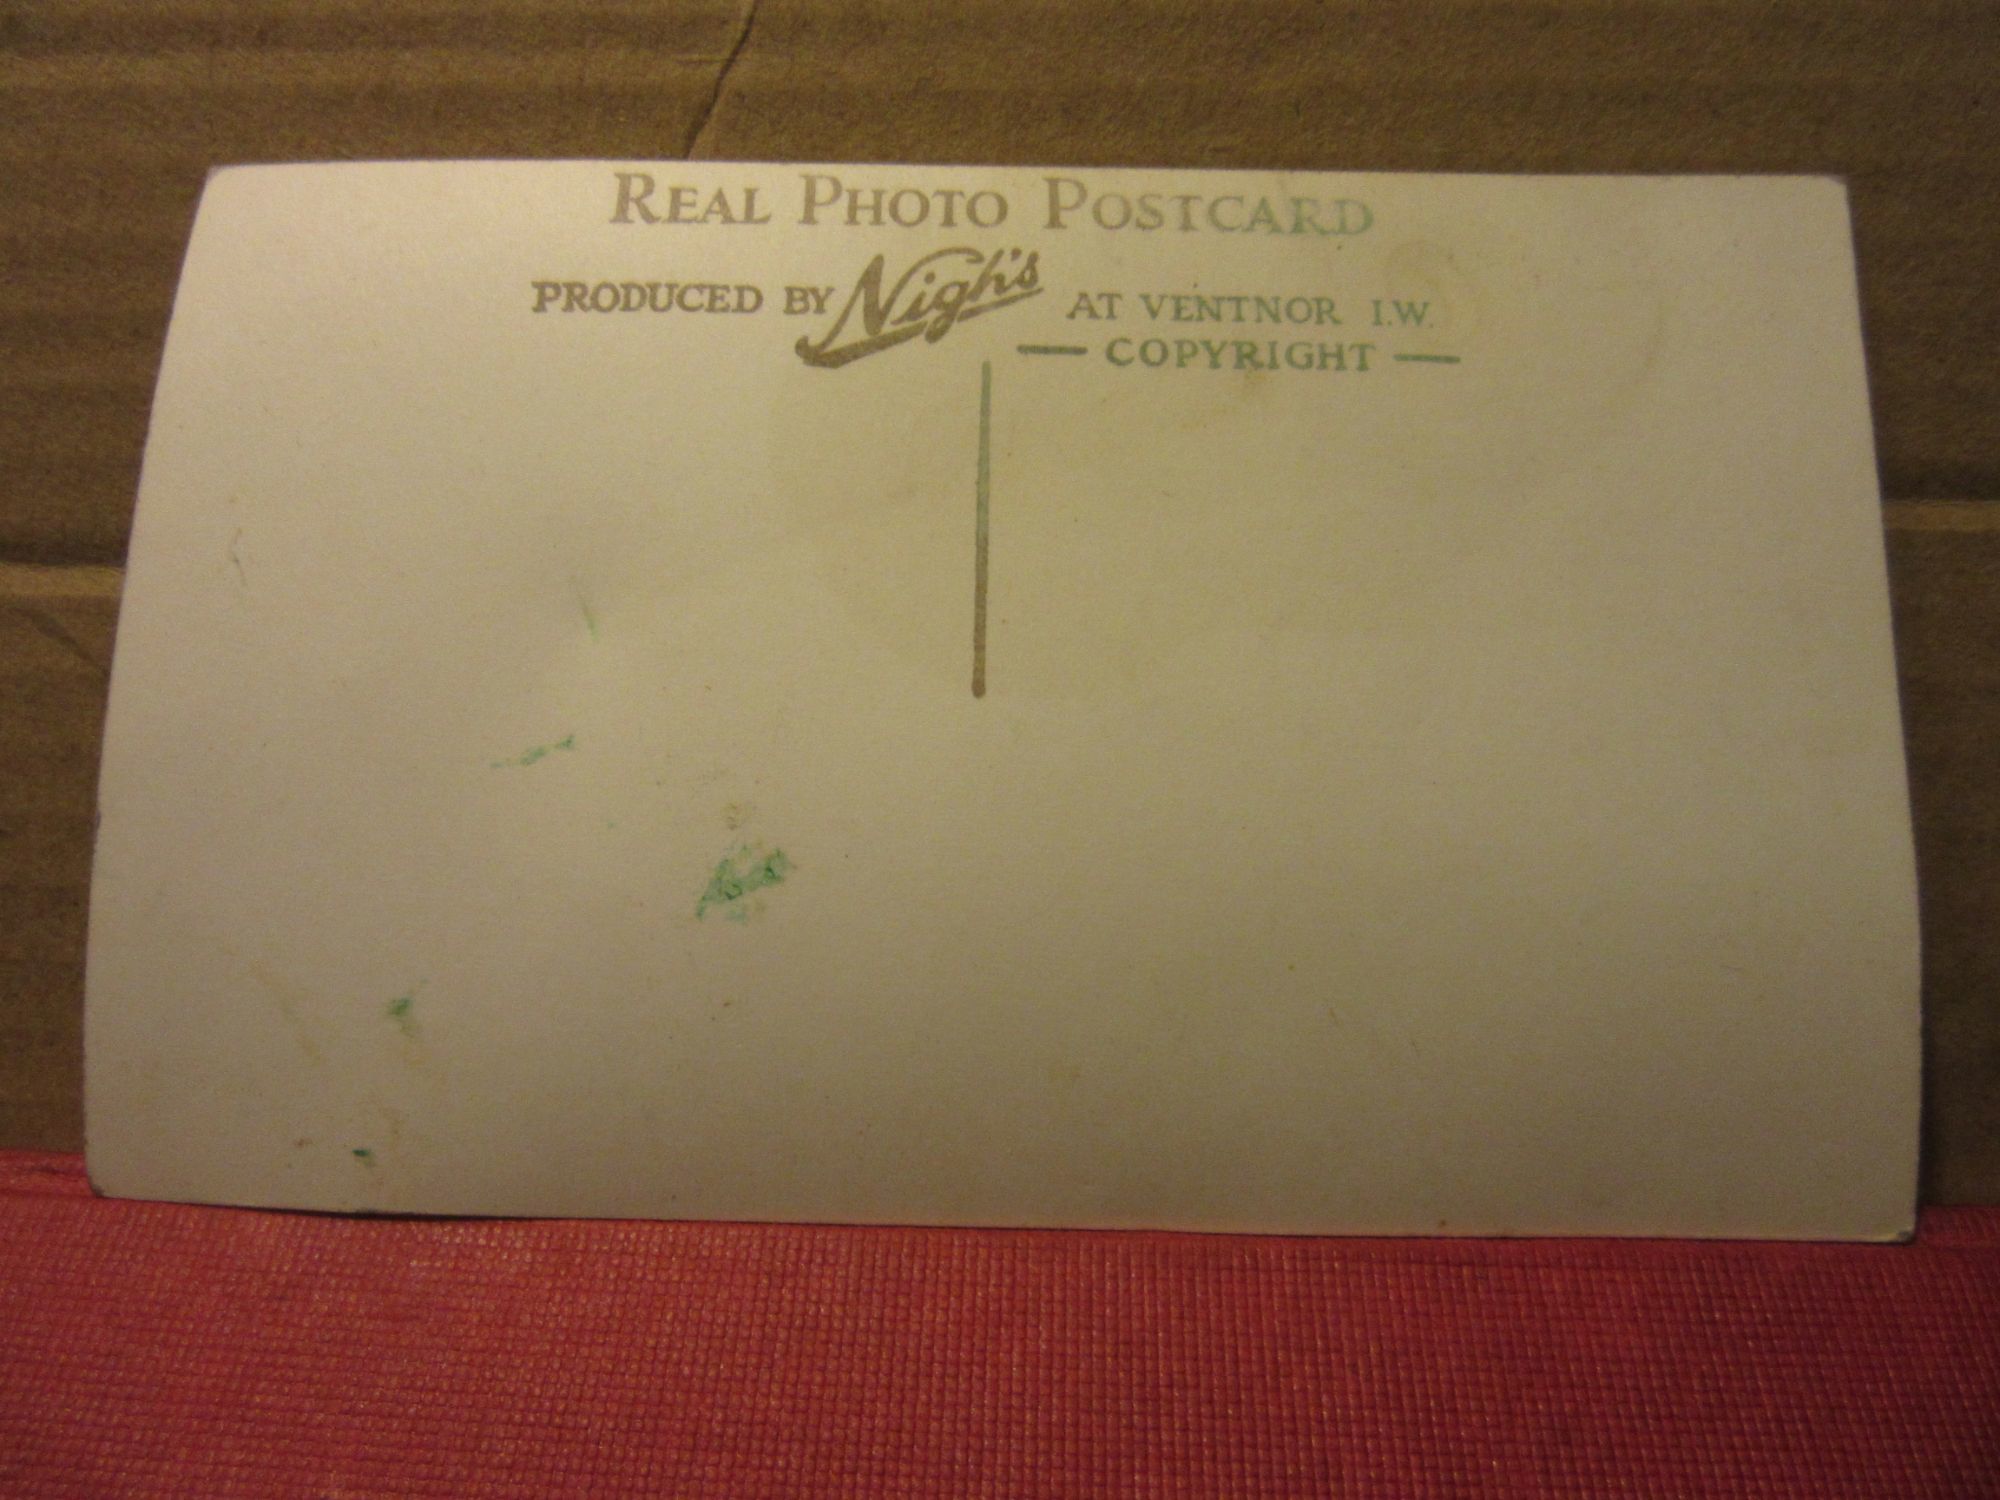 REAL PHOTO POSTCARD
PRODUCED BY Nigh's AT VENTNOR I.W.
— COPYRIGHT —